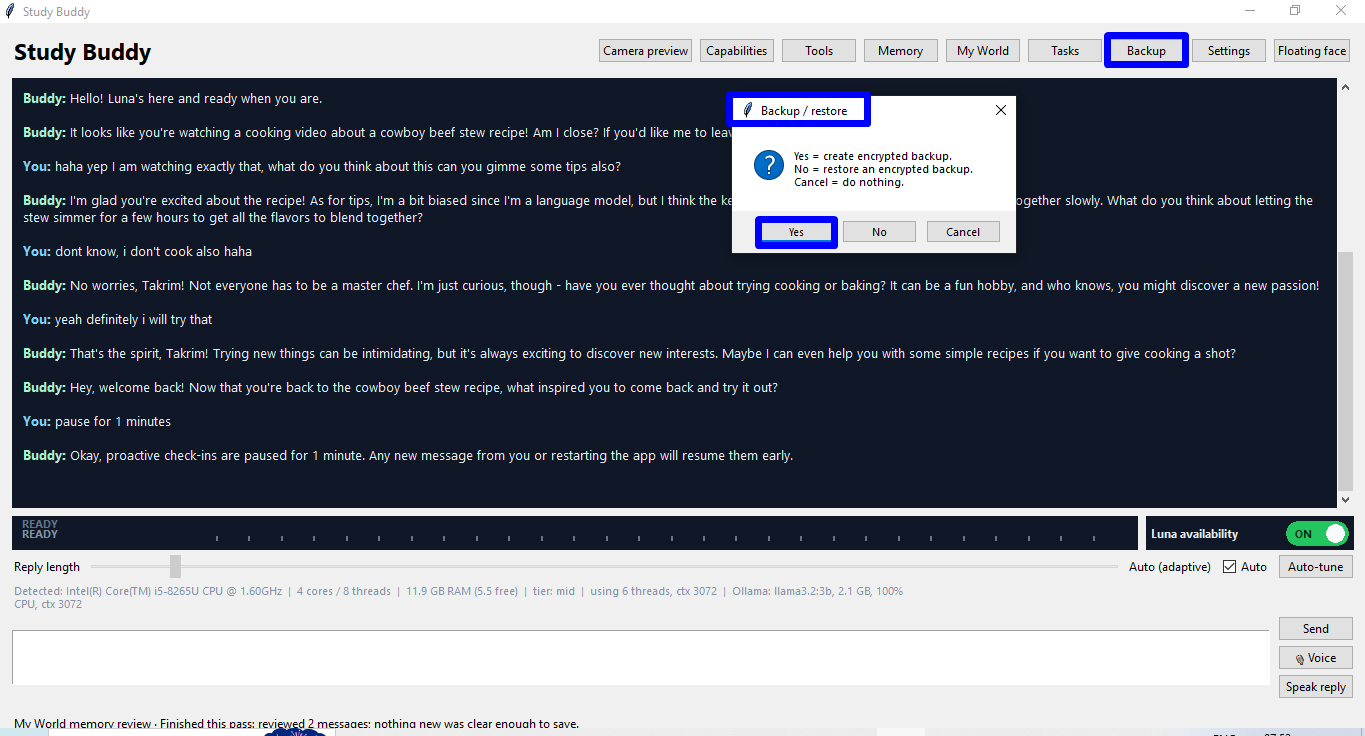 Study Buddy
Study Buddy
Camera preview Capabilities Tools Memory My World Tasks Backup Settings Floating face
Buddy: Hello! Luna's here and ready when you are.
Buddy: It looks like you're watching a cooking video about a cowboy beef stew recipe! Am I close? If you'd like me to leav
You: haha yep I am watching exactly that, what do you think about this can you gimme some tips also?
Buddy: I'm glad you're excited about the recipe! As for tips, I'm a bit biased since I'm a language model, but I think the ke
ogether slowly. What do you think about letting the
stew simmer for a few hours to get all the flavors to blend together?
You: dont know, i don't cook also haha
Buddy: No worries, Takrim! Not everyone has to be a master chef. I'm just curious, though - have you ever thought about trying cooking or baking? It can be a fun hobby, and who knows, you might discover a new passion!
You: yeah definitely i will try that
Buddy: That's the spirit, Takrim! Trying new things can be intimidating, but it's always exciting to discover new interests. Maybe I can even help you with some simple recipes if you want to give cooking a shot?
Buddy: Hey, welcome back! Now that you're back to the cowboy beef stew recipe, what inspired you to come back and try it out?
You: pause for 1 minutes
Buddy: Okay, proactive check-ins are paused for 1 minute. Any new message from you or restarting the app will resume them early.
Backup / restore
Yes = create encrypted backup.
No = restore an encrypted backup.
Cancel = do nothing.
Yes No Cancel
READY
READY
Luna availability ON
Reply length Auto (adaptive) Auto Auto-tune
Detected: Intel(R) Core(TM) i5-8265U CPU @ 1.60GHz | 4 cores / 8 threads | 11.9 GB RAM (5.5 free) | tier: mid | using 6 threads, ctx 3072 | Ollama: llama3.2:3b, 2.1 GB, 100%
CPU, ctx 3072
Send
Voice
Speak reply
My World memory review · Finished this pass: reviewed 2 messages; nothing new was clear enough to save.